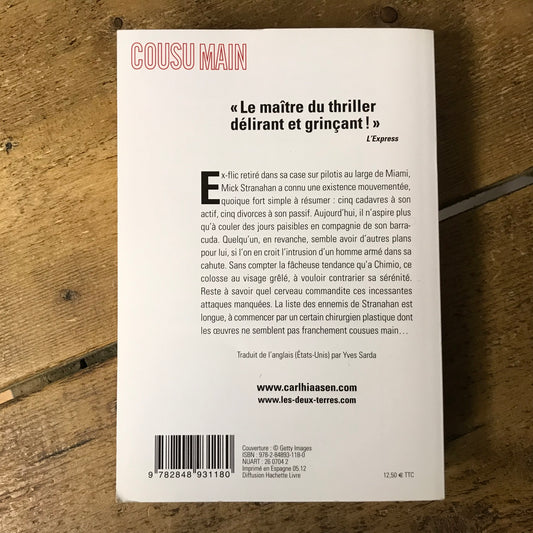 COUSU MAIN
« Le maître du thriller
délirant et grinçant ! »
L'Express
Ex-flic retiré dans sa case sur pilotis au large de Miami,
Mick Stranahan a connu une existence mouvementée,
quoique fort simple à résumer : cinq cadavres à son
actif, cinq divorces à son passif. Aujourd'hui, il n'aspire plus
qu'à couler des jours paisibles en compagnie de son barra-
cuda. Quelqu'un, en revanche, semble avoir d'autres plans
pour lui, si l'on en croit l'intrusion d'un homme armé dans sa
cahute. Sans compter la fâcheuse tendance qu'a Chimio, ce
colosse au visage grêlé, à vouloir contrarier sa sérénité.
Reste à savoir quel cerveau commandite ces incessantes
attaques manquées. La liste des ennemis de Stranahan est
longue, à commencer par un certain chirurgien plastique dont
les œuvres ne semblent pas franchement cousues main…
Traduit de l'anglais (États-Unis) par Yves Sarda
www.carlhiaasen.com
www.les-deux-terres.com
Couverture : © Getty Images
ISBN : 978-2-84893-118-0
NUART : 26 0704 2
Imprimé en Espagne 05.12
Diffusion Hachette Livre
9 782848 931180
12,50 € TTC